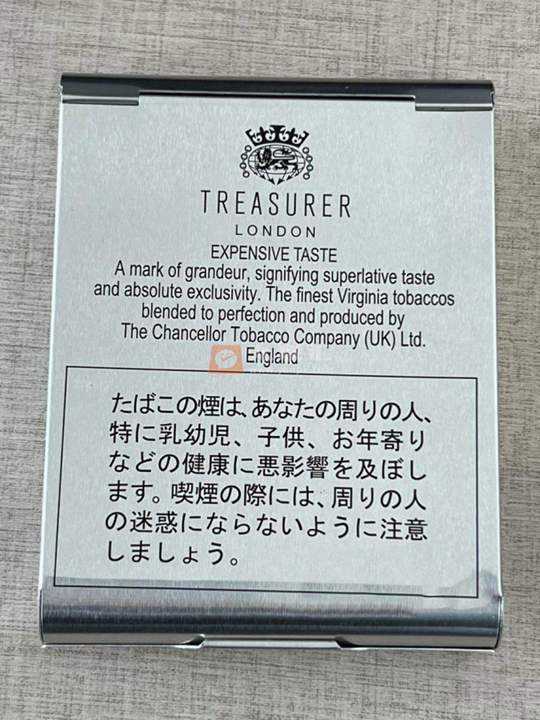 TREASURER
LONDON
EXPENSIVE TASTE
A mark of grandeur, signifying superlative taste
and absolute exclusivity. The finest Virginia tobaccos
blended to perfection and produced by
The Chancellor Tobacco Company (UK) Ltd.
England
たばこの煙は、あなたの周りの人、
特に乳幼児、子供、お年寄り
などの健康に悪影響を及ぼし
ます。喫煙の際には、周りの人
の迷惑にならないように注意
しましょう。